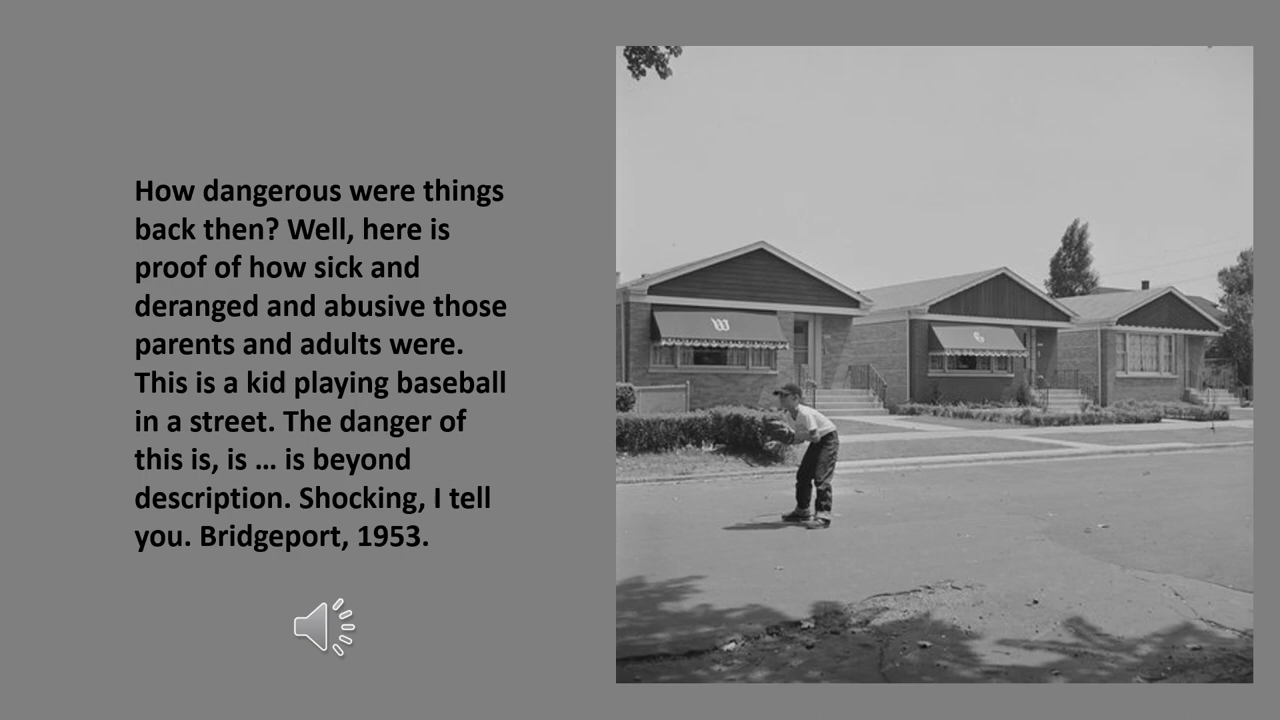 How dangerous were things
back then? Well, here is
proof of how sick and
deranged and abusive those
parents and adults were.
This is a kid playing baseball
in a street. The danger of
this is, is … is beyond
description. Shocking, I tell
you. Bridgeport, 1953.
W
G